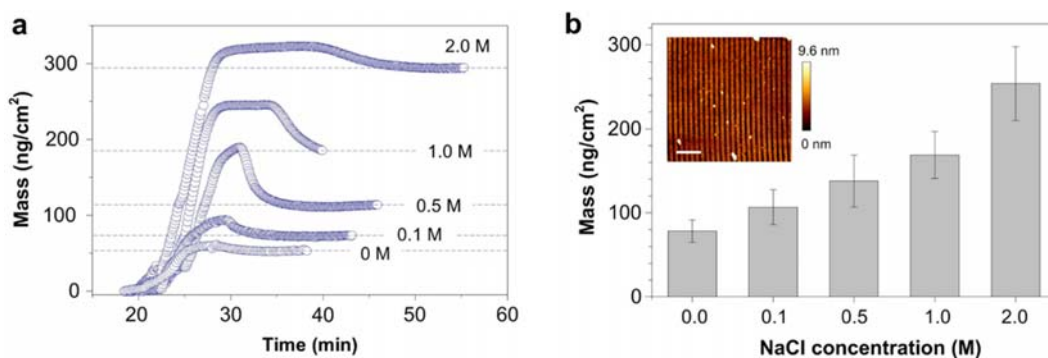 a
Mass (ng/cm²)
300
200
100
0
2.0 M
1.0 M
0.5 M
0.1 M
0 M
20 30 40 50 60
Time (min)
b
Mass (ng/cm²)
300
200
100
0
9.6 nm
0 nm
0.0 0.1 0.5 1.0 2.0
NaCl concentration (M)